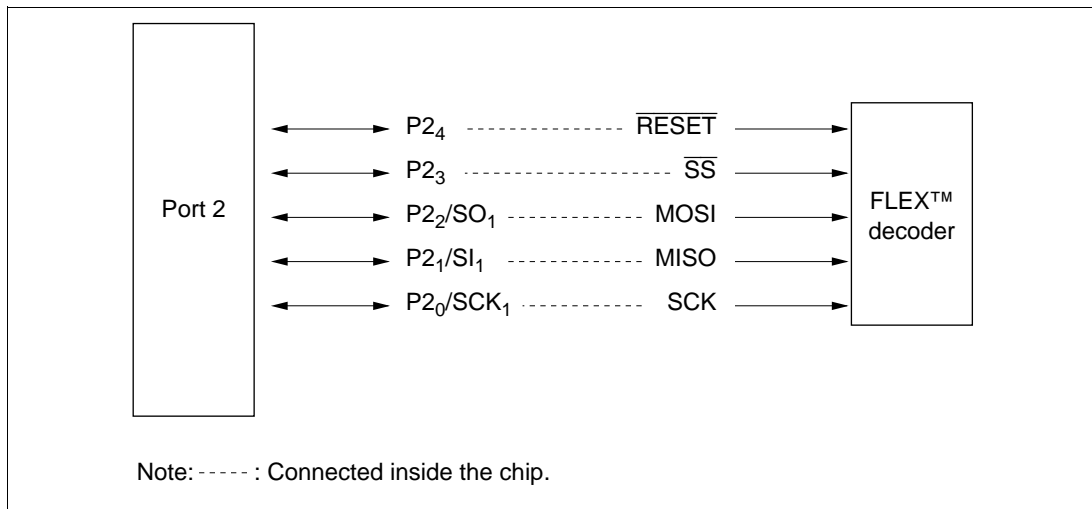 Port 2
P2₄ RESET
P2₃ SS
P2₂/SO₁ MOSI
P2₁/SI₁ MISO
P2₀/SCK₁ SCK
FLEX™
decoder
Note: ----- : Connected inside the chip.